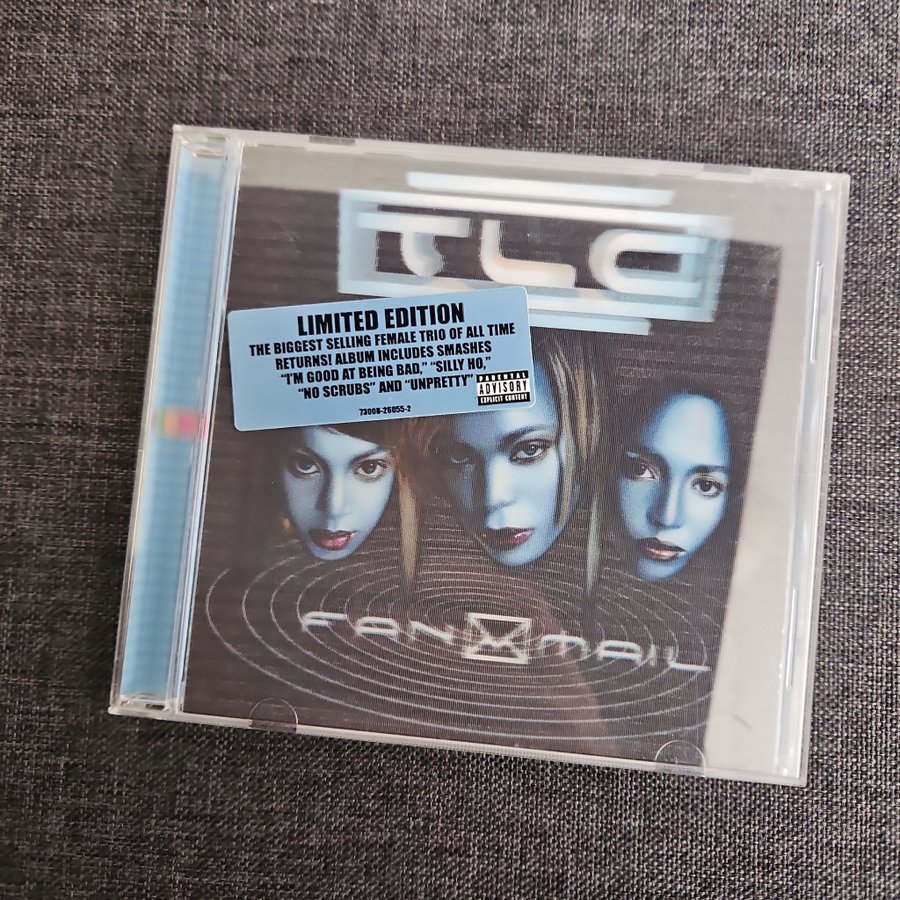 TLC
LIMITED EDITION
THE BIGGEST SELLING FEMALE TRIO OF ALL TIME
RETURNS! ALBUM INCLUDES SMASHES
"I'M GOOD AT BEING BAD," "SILLY HO,"
"NO SCRUBS" AND "UNPRETTY"
PARENTAL
ADVISORY
EXPLICIT CONTENT
73008-26055-2
FANMAIL